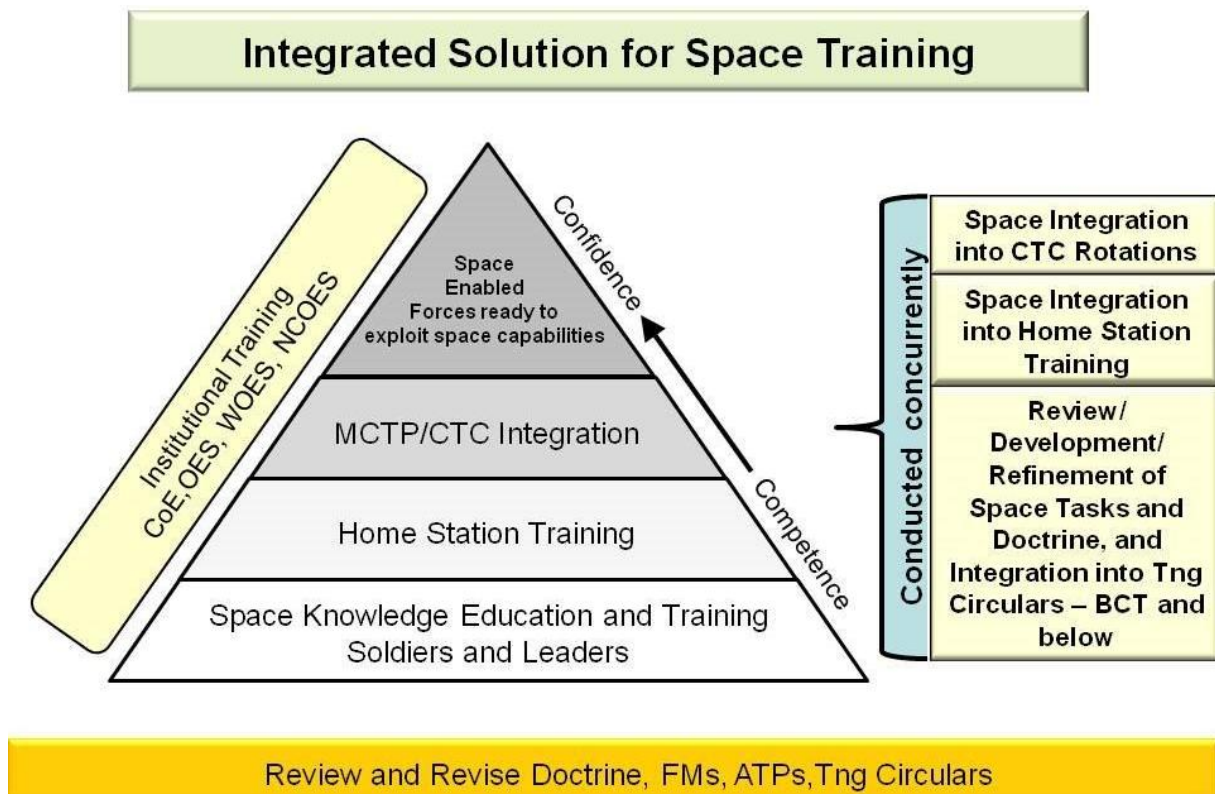 Integrated Solution for Space Training
Institutional Training
CoE,OES, WOES, NCOES
Space
Enabled
Forces ready to
exploit space capabilities
MCTP/CTC Integration
Home Station Training
Space Knowledge Education and Training
Soldiers and Leaders
Confidence
Competence
Conducted concurrently
Space Integration
into CTC Rotations
Space Integration
into Home Station
Training
Review/
Development/
Refinement of
Space Tasks and
Doctrine, and
Integration into Tng
Circulars – BCT and
below
Review and Revise Doctrine, FMs, ATPs,Tng Circulars